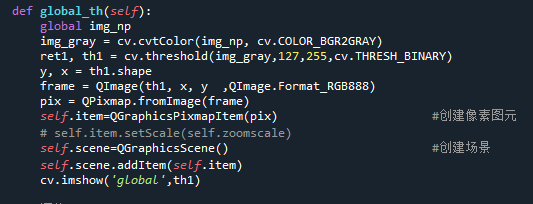 def global_th(self):
global img_np
img_gray = cv.cvtColor(img_np, cv.COLOR_BGR2GRAY)
ret1, th1 = cv.threshold(img_gray,127,255,cv.THRESH_BINARY)
y, x = th1.shape
frame = QImage(th1, x, y  ,QImage.Format_RGB888)
pix = QPixmap.fromImage(frame)
self.item=QGraphicsPixmapItem(pix) #创建像素图元
# self.item.setScale(self.zoomscale)
self.scene=QGraphicsScene() #创建场景
self.scene.addItem(self.item)
cv.imshow('global',th1)